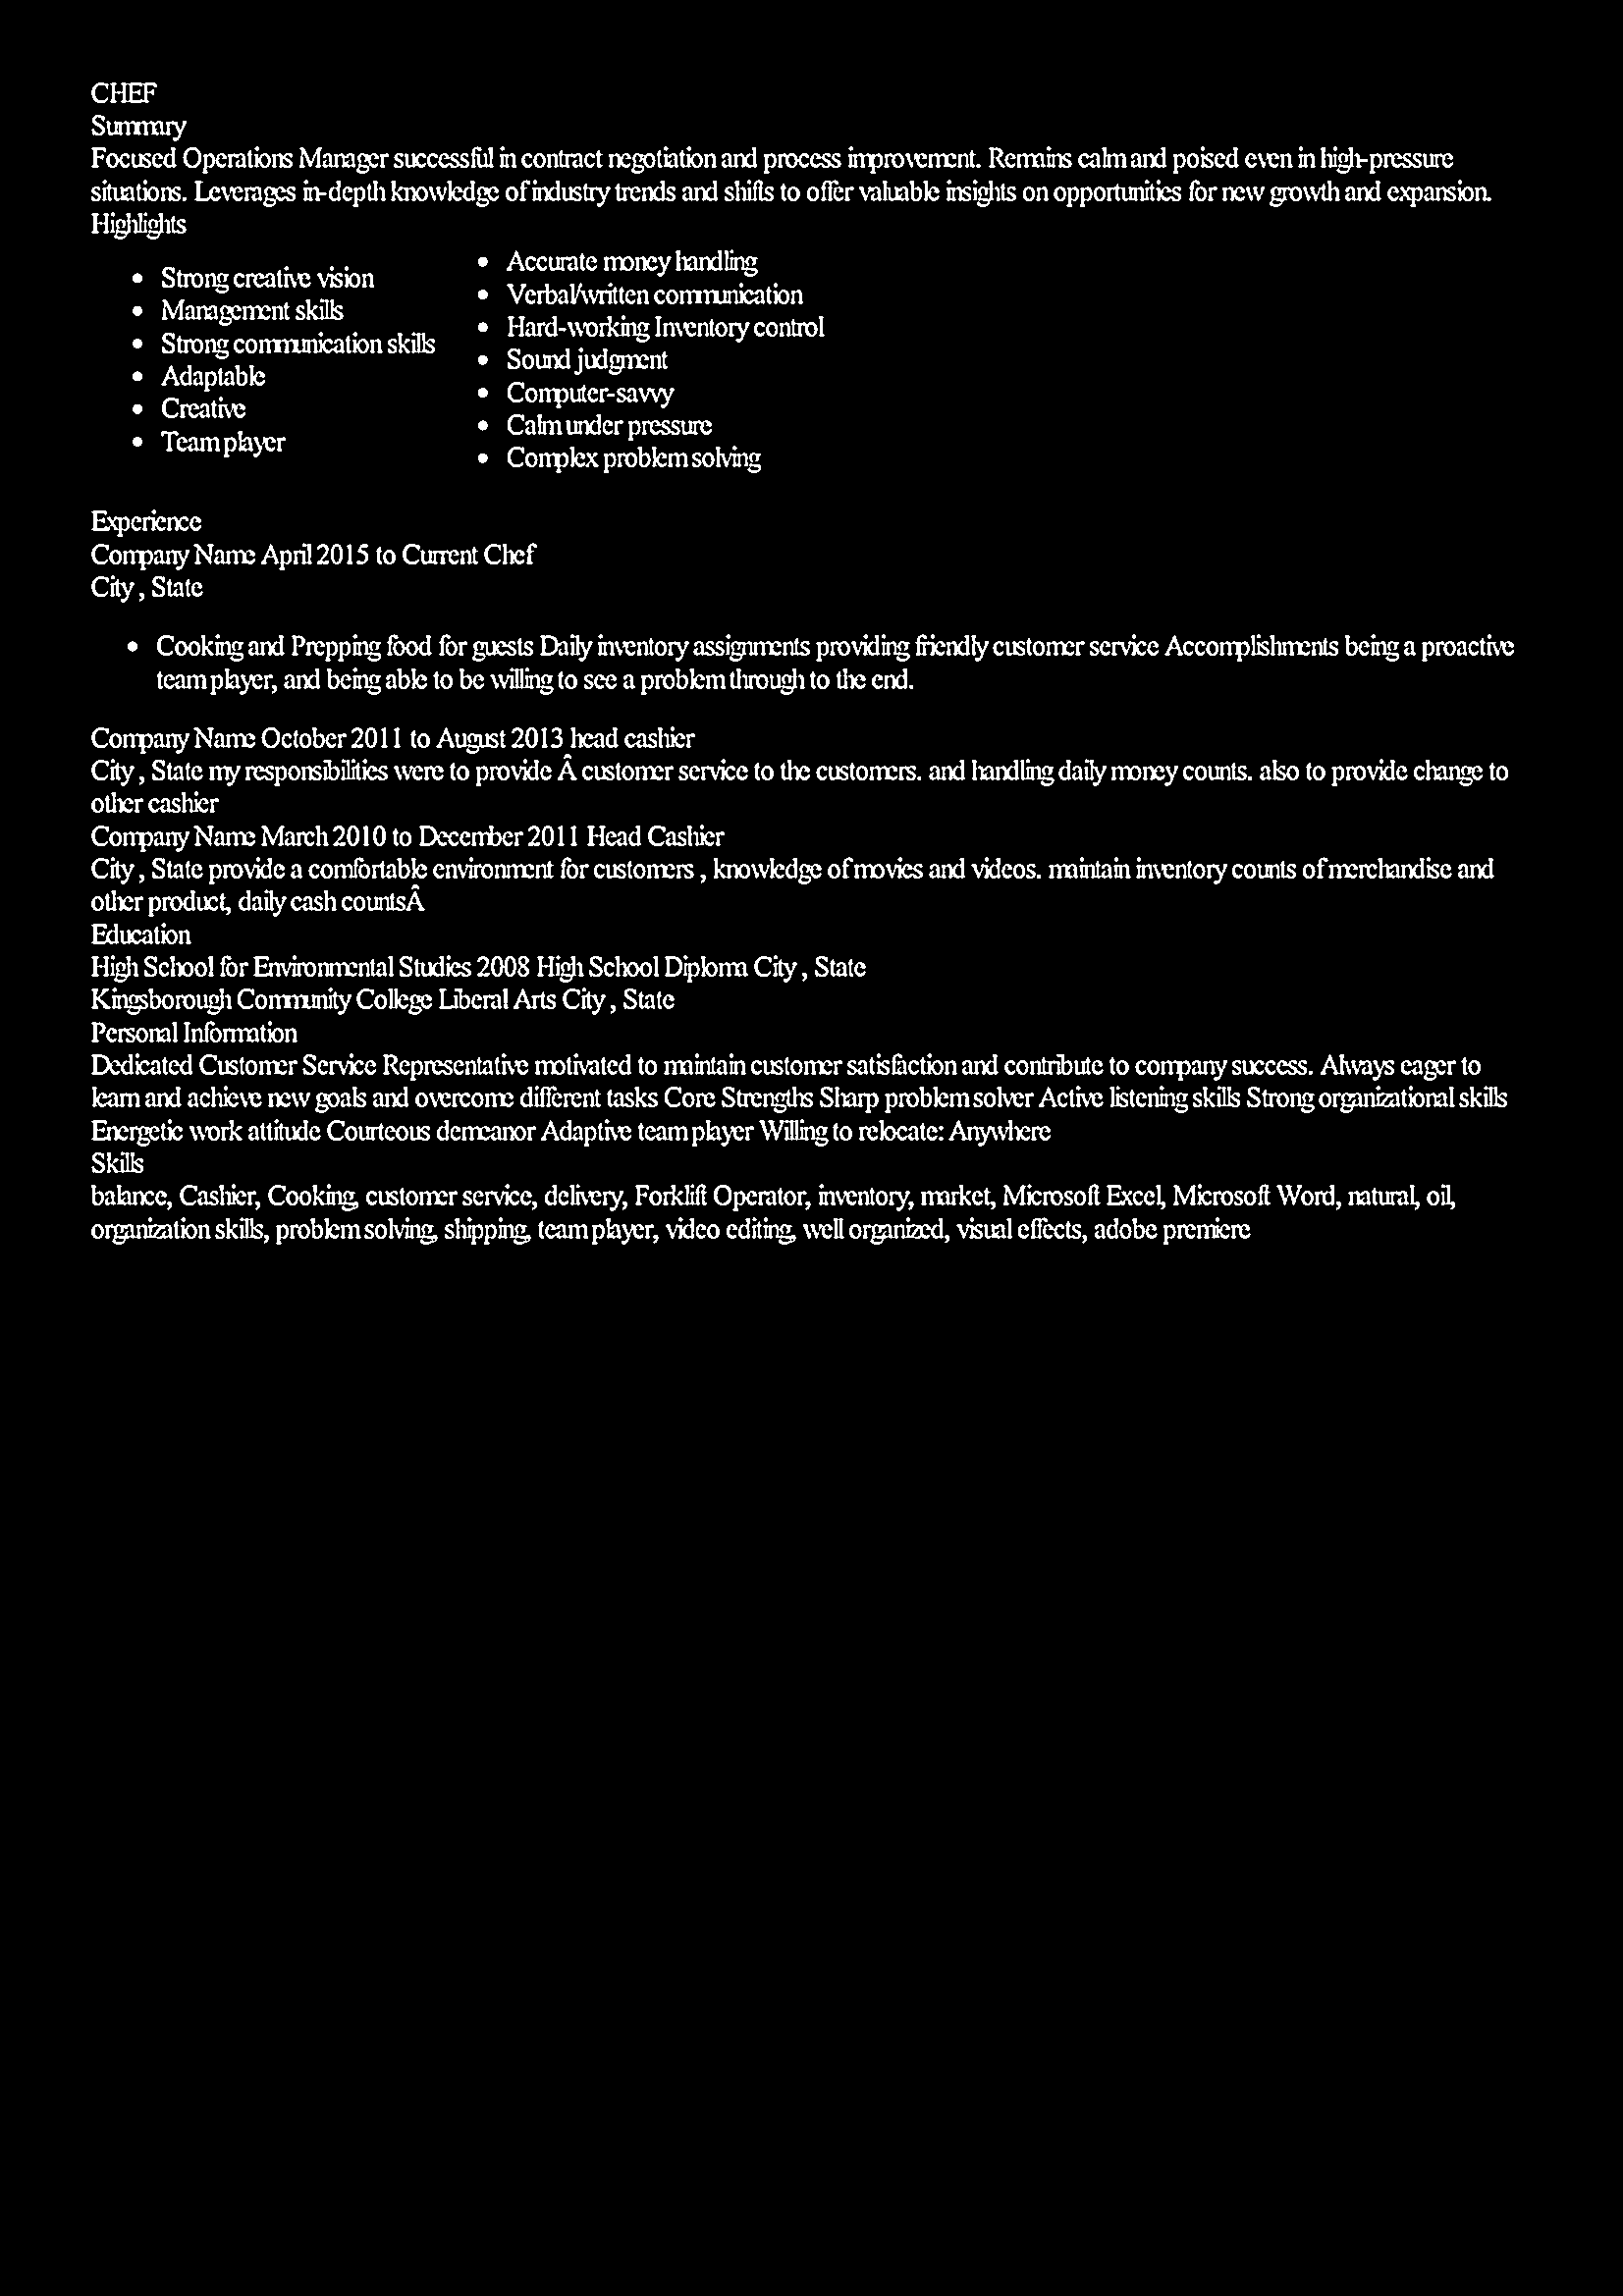 CHEF
Summary
Focused Operations Manager successful in contract negotiation and process improvement. Remains calm and poised even in high-pressure
situations. Leverages in-depth knowledge of industry trends and shifts to offer valuable insights on opportunities for new growth and expansion.
Highlights
• Strong creative vision
• Management skills
• Strong communication skills
• Adaptable
• Creative
• Team player
• Accurate money handling
• Verbal/written communication
• Hard-working Inventory control
• Sound judgment
• Computer-savvy
• Calm under pressure
• Complex problem solving
Experience
Company Name April 2015 to Current Chef
City , State
• Cooking and Prepping food for guests Daily inventory assignments providing friendly customer service Accomplishments being a proactive
team player, and being able to be willing to see a problem through to the end.
Company Name October 2011 to August 2013 head cashier
City , State my responsibilities were to provide Â customer service to the customers. and handling daily money counts. also to provide change to
other cashier
Company Name March 2010 to December 2011 Head Cashier
City , State provide a comfortable environment for customers , knowledge of movies and videos. maintain inventory counts of merchandise and
other product, daily cash countsÂ
Education
High School for Environmental Studies 2008 High School Diploma City , State
Kingsborough Community College Liberal Arts City , State
Personal Information
Dedicated Customer Service Representative motivated to maintain customer satisfaction and contribute to company success. Always eager to
learn and achieve new goals and overcome different tasks Core Strengths Sharp problem solver Active listening skills Strong organizational skills
Energetic work attitude Courteous demeanor Adaptive team player Willing to relocate: Anywhere
Skills
balance, Cashier, Cooking, customer service, delivery, Forklift Operator, inventory, market, Microsoft Excel, Microsoft Word, natural, oil,
organization skills, problem solving, shipping, team player, video editing, well organized, visual effects, adobe premiere